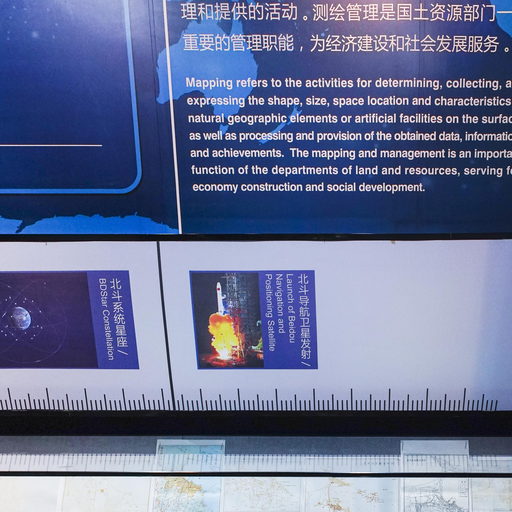 理和提供的活动。测绘管理是国土资源部门一
重要的管理职能，为经济建设和社会发展服务。
Mapping refers to the activities for determining, collecting, a
expressing the shape, size, space location and characteristics
natural geographic elements or artificial facilities on the surfac
as well as processing and provision of the obtained data, informatio
and achievements. The mapping and management is an importa
function of the departments of land and resources, serving f
economy construction and social development.
北斗系统星座 /
BDStar Constellation
北斗导航卫星发射 /
Launch of Beidou
Navigation and
Positioning Satellite